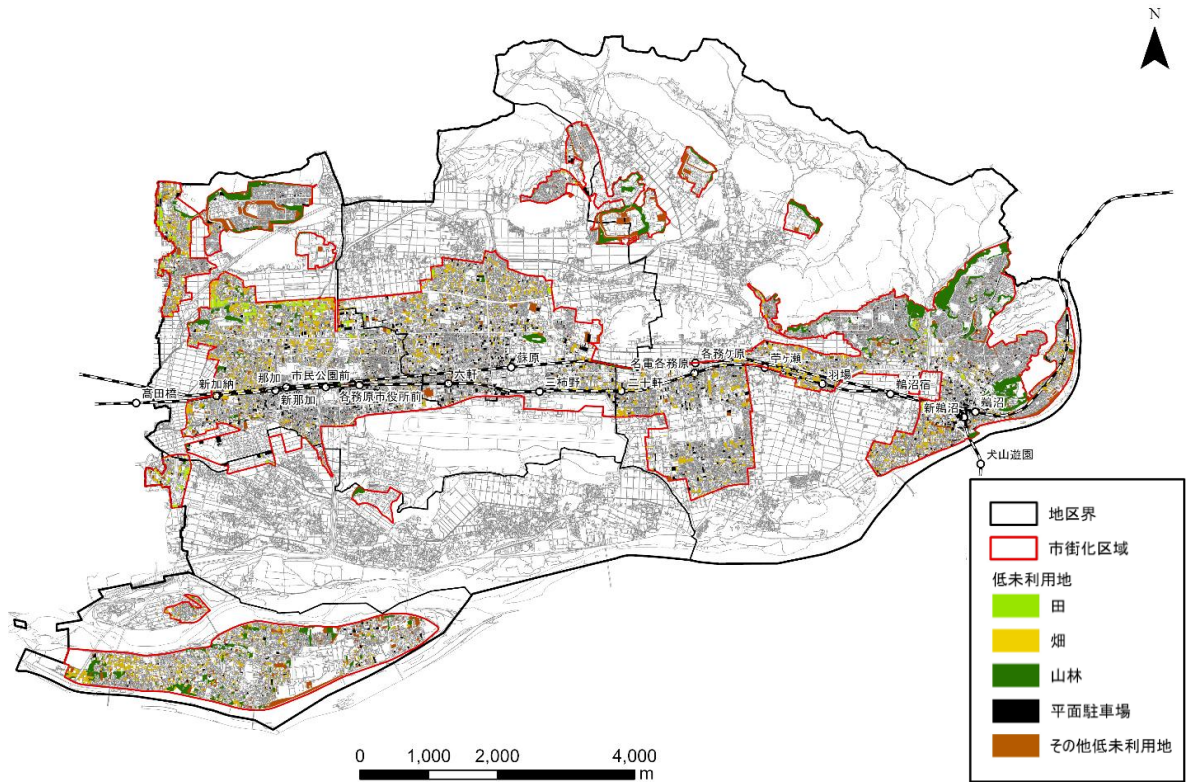 N
蘇原
名電各務原
各務ケ原
苧ヶ瀬
羽場
鵜沼宿
新鵜沼
鵜沼
犬山遊園
高田橋
新加納
那加
市民公園前
新那加
各務原市役所前
六軒
三柿野
二十軒
地区界
市街化区域
低未利用地
田
畑
山林
平面駐車場
その他低未利用地
0 1,000 2,000 4,000
m